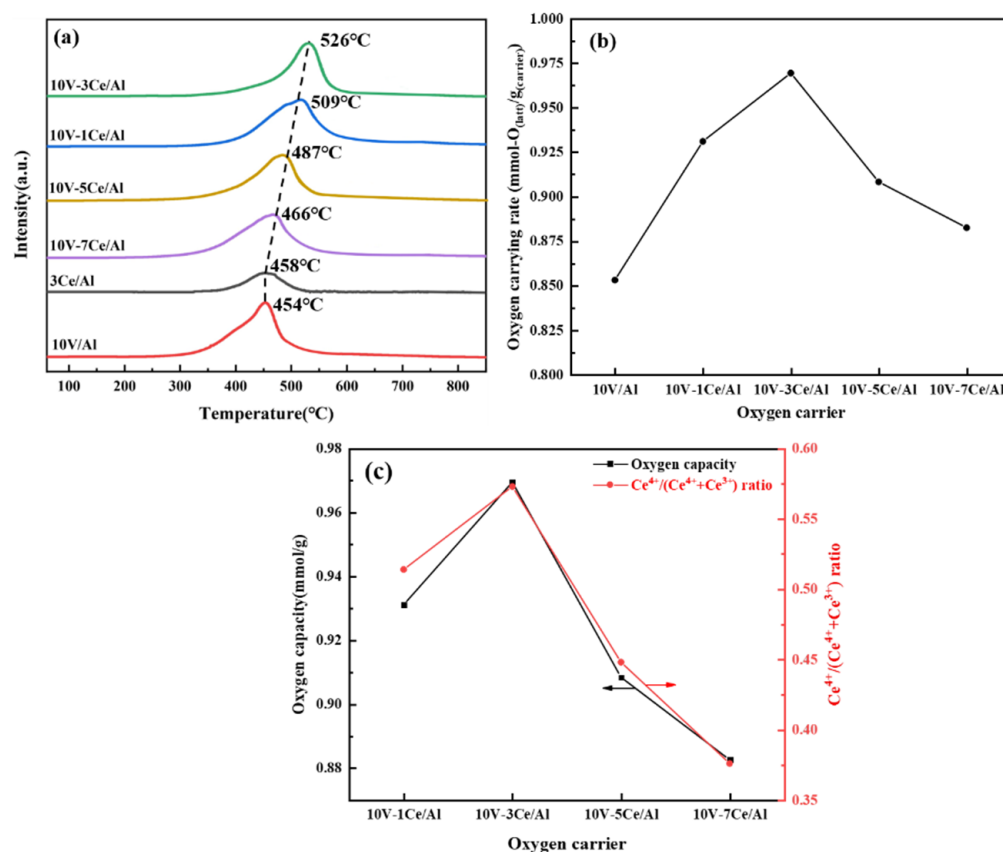 (a)
526°C
10V-3Ce/Al
509°C
10V-1Ce/Al
487°C
10V-5Ce/Al
466°C
10V-7Ce/Al
458°C
3Ce/Al
454°C
10V/Al
Intensity(a.u.)
100 200 300 400 500 600 700 800
Temperature(°C)
(b)
1.000
0.975
0.950
0.925
0.900
0.875
0.850
0.825
0.800
Oxygen carrying rate (mmol-O(latt)/g(carrier))
10V/Al 10V-1Ce/Al 10V-3Ce/Al 10V-5Ce/Al 10V-7Ce/Al
Oxygen carrier
(c)
Oxygen capacity
Ce⁴⁺/(Ce⁴⁺+Ce³⁺) ratio
0.98
0.96
0.94
0.92
0.90
0.88
Oxygen capacity(mmol/g)
0.60
0.55
0.50
0.45
0.40
0.35
Ce⁴⁺/(Ce⁴⁺+Ce³⁺) ratio
10V-1Ce/Al 10V-3Ce/Al 10V-5Ce/Al 10V-7Ce/Al
Oxygen carrier